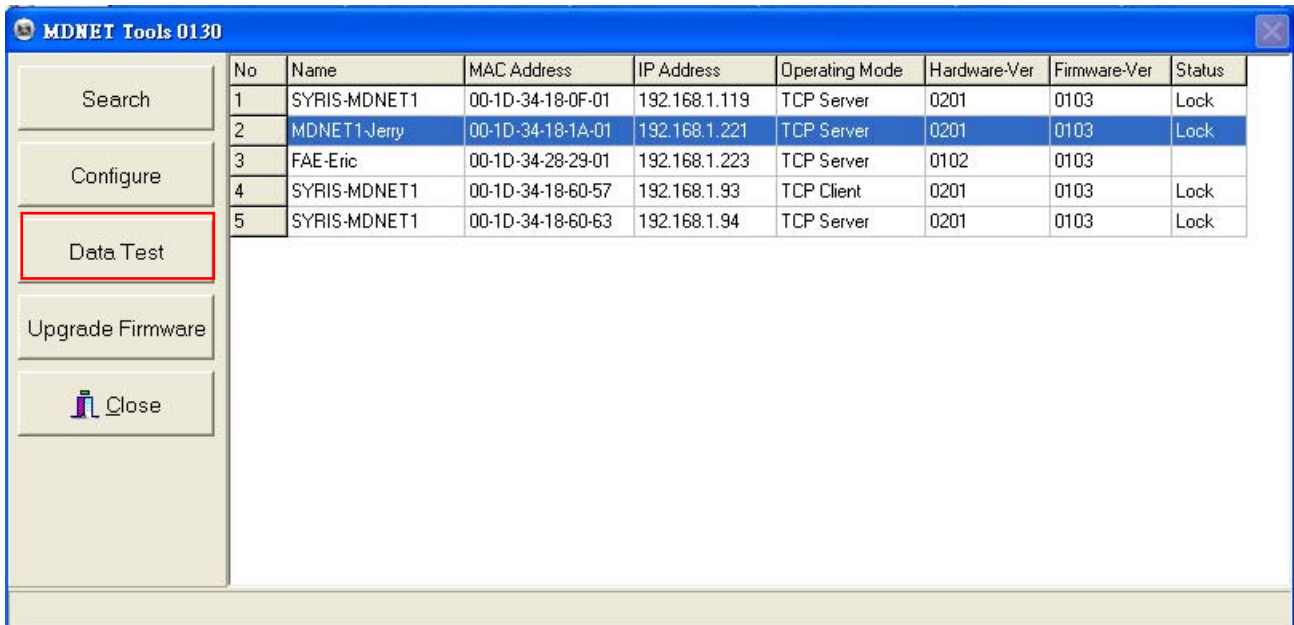 MDNET Tools 0130
Search
Configure
Data Test
Upgrade Firmware
Close
No Name MAC Address IP Address Operating Mode Hardware-Ver Firmware-Ver Status
1 SYRIS-MDNET1 00-1D-34-18-0F-01 192.168.1.119 TCP Server 0201 0103 Lock
2 MDNET1-Jerry 00-1D-34-18-1A-01 192.168.1.221 TCP Server 0201 0103 Lock
3 FAE-Eric 00-1D-34-28-29-01 192.168.1.223 TCP Server 0102 0103
4 SYRIS-MDNET1 00-1D-34-18-60-57 192.168.1.93 TCP Client 0201 0103 Lock
5 SYRIS-MDNET1 00-1D-34-18-60-63 192.168.1.94 TCP Server 0201 0103 Lock